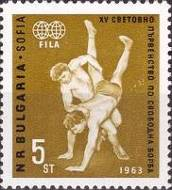 FILA
XV СВЕТОВНО
ПЪРВЕНСТВО ПО СВОБОДНА БОРБА
N.R. BULGARIA · SOFIA
5
ST
1963